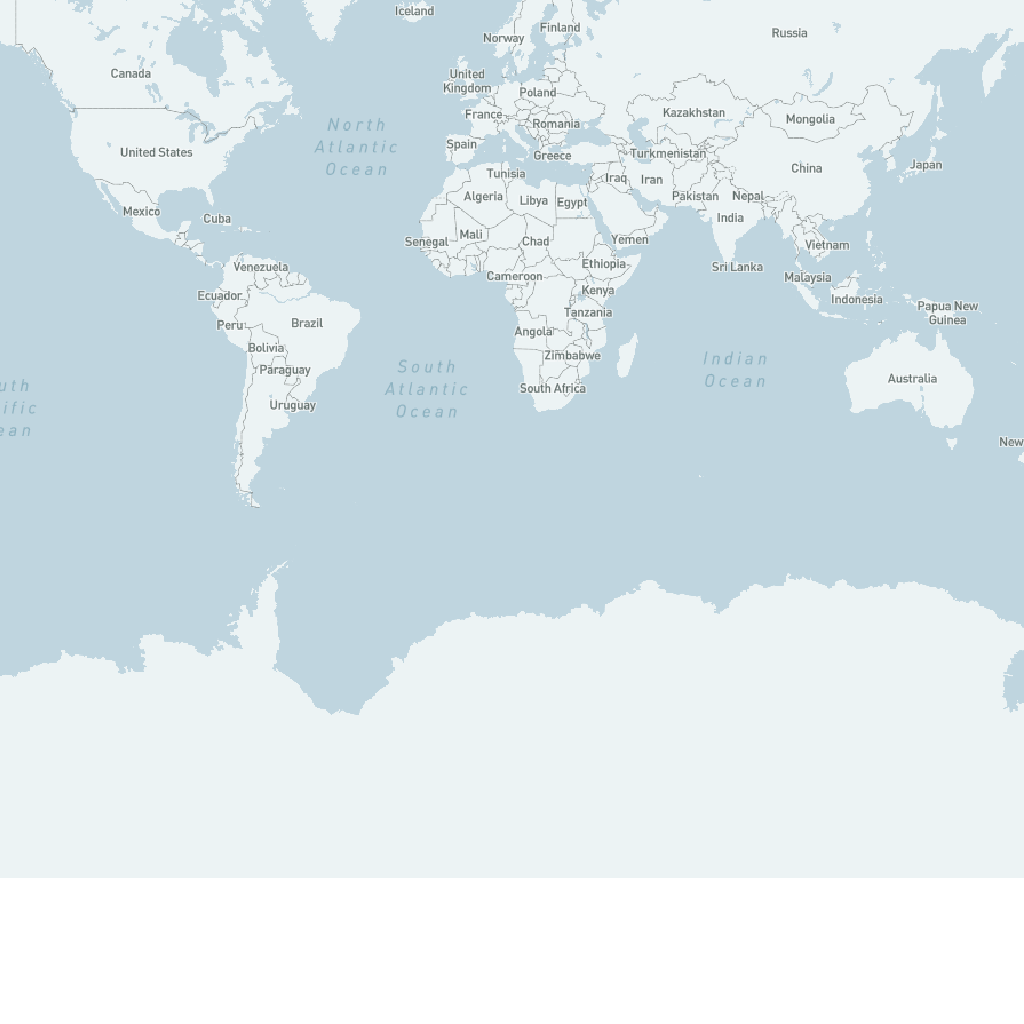 Iceland
Norway
Finland
Russia
Canada
United
Kingdom
Poland
Kazakhstan
Mongolia
France
Romania
North
Atlantic
Ocean
Spain
Greece
Turkmenistan
United States
China
Japan
Tunisia
Iraq
Iran
Algeria
Libya
Egypt
Pakistan
Nepal
Mexico
Cuba
India
Senegal
Mali
Chad
Yemen
Vietnam
Venezuela
Ethiopia
Sri Lanka
Cameroon
Malaysia
Ecuador
Kenya
Indonesia
Papua New
Guinea
Tanzania
Peru
Brazil
Angola
Bolivia
Zimbabwe
Indian
Ocean
Paraguay
South
Atlantic
Ocean
Australia
uth
ific
ean
South Africa
Uruguay
New